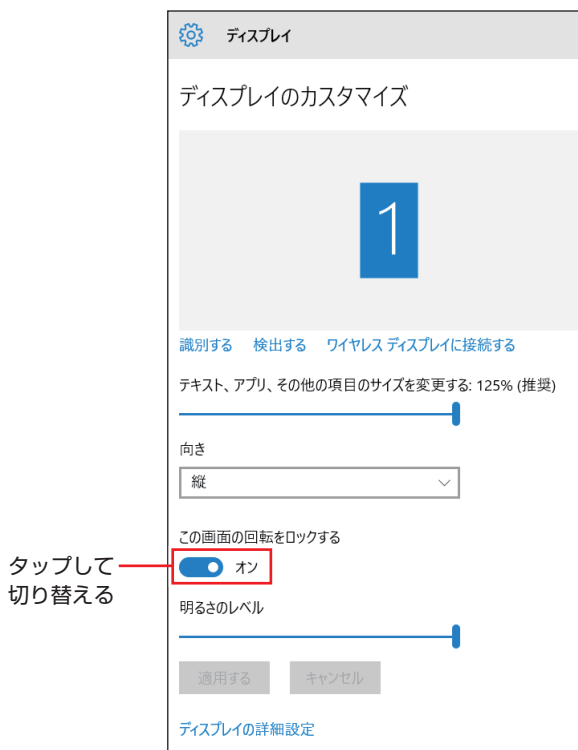 ディスプレイ
ディスプレイのカスタマイズ
1
識別する 検出する ワイヤレス ディスプレイに接続する
テキスト、アプリ、その他の項目のサイズを変更する: 125% (推奨)
向き
縦
この画面の回転をロックする
オン
タップして
切り替える
明るさのレベル
適用する キャンセル
ディスプレイの詳細設定